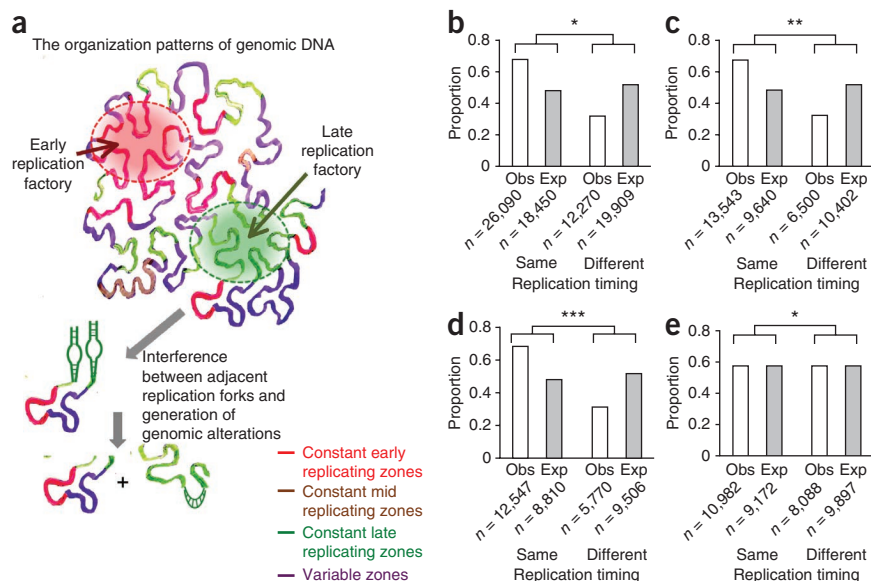 a
The organization patterns of genomic DNA
Early
replication
factory
Late
replication
factory
Interference
between adjacent
replication forks and
generation of
genomic alterations
+
Constant early
replicating zones
Constant mid
replicating zones
Constant late
replicating zones
Variable zones
b
*
Proportion
0.8
0.6
0.4
0.2
0
Obs Exp Obs Exp
n = 26,090
n = 18,450
n = 12,270
n = 19,909
Same Different
Replication timing
c
**
Proportion
0.8
0.6
0.4
0.2
0
Obs Exp Obs Exp
n = 13,543
n = 9,640
n = 6,500
n = 10,402
Same Different
Replication timing
d
***
Proportion
0.8
0.6
0.4
0.2
0
Obs Exp Obs Exp
n = 12,547
n = 8,810
n = 5,770
n = 9,506
Same Different
Replication timing
e
*
Proportion
0.8
0.6
0.4
0.2
0
Obs Exp Obs Exp
n = 10,982
n = 9,172
n = 8,088
n = 9,897
Same Different
Replication timing